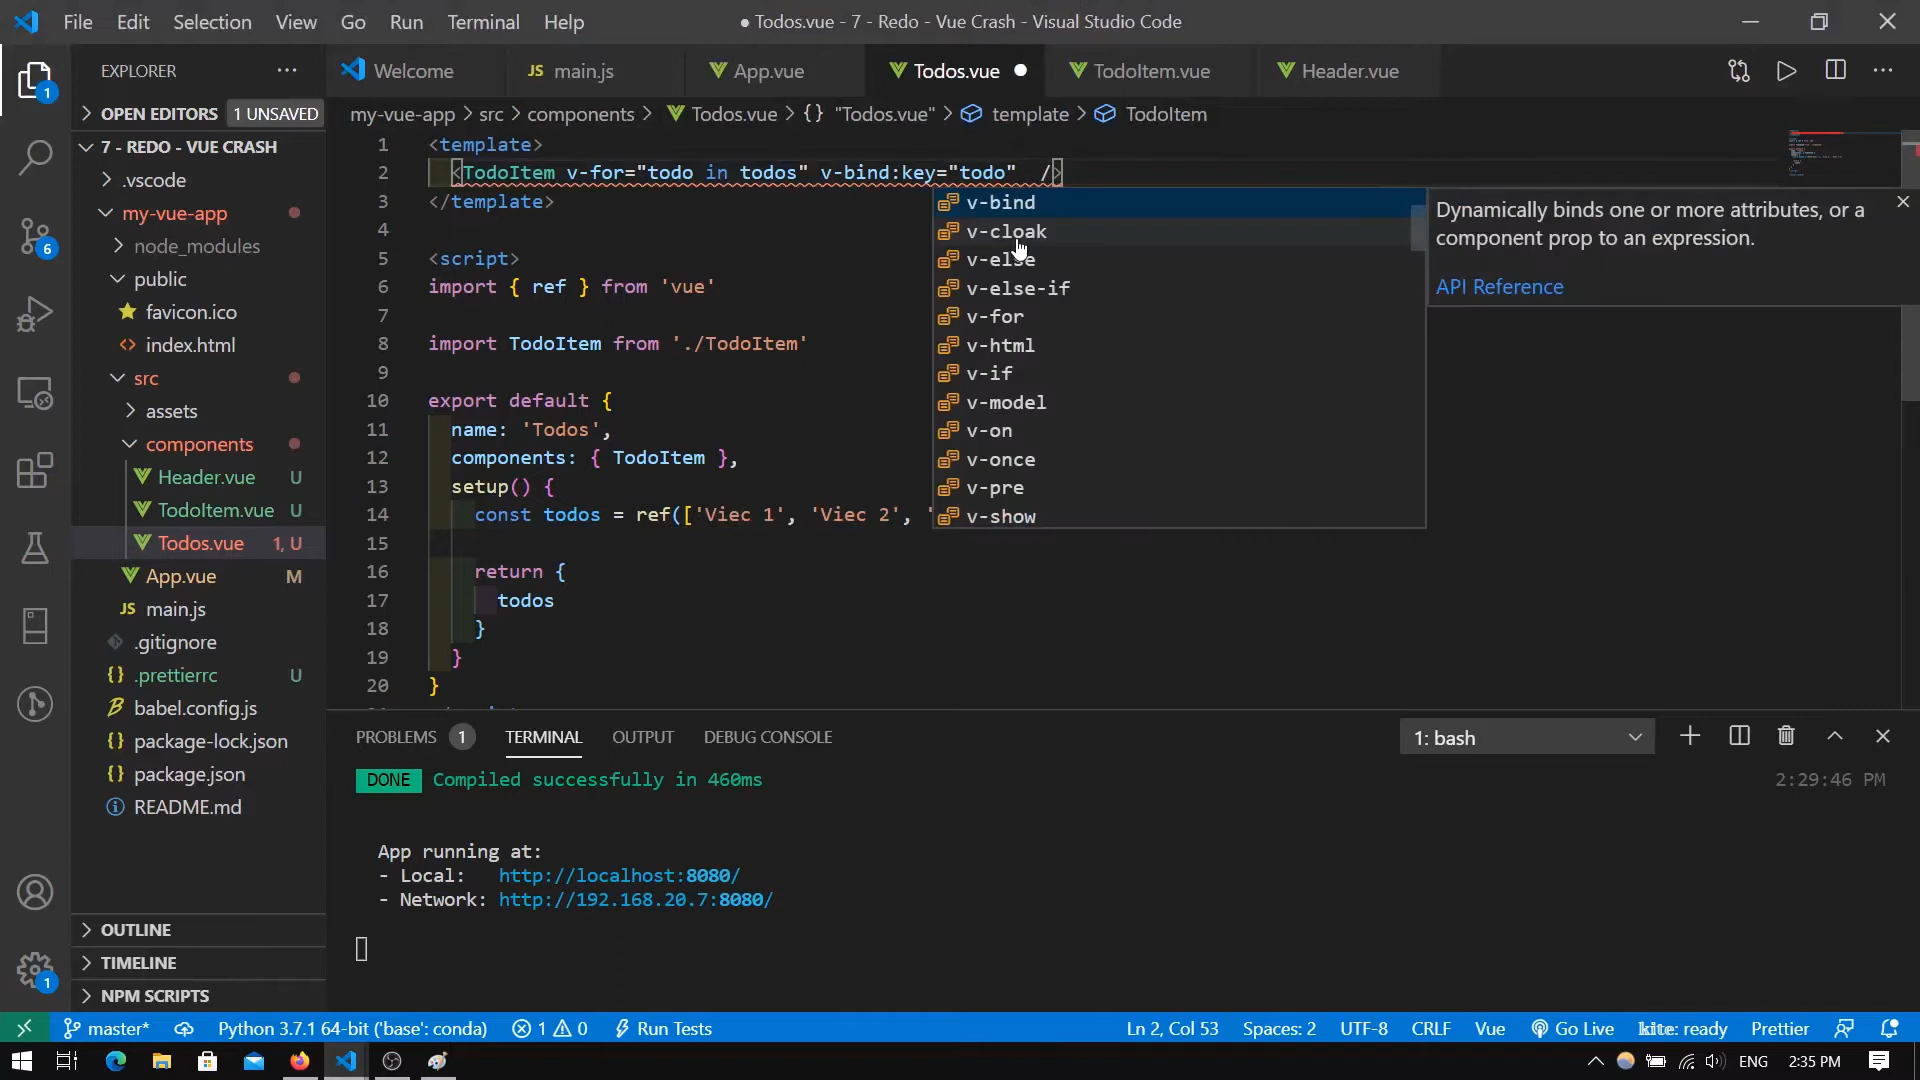 File Edit Selection View Go Run Terminal Help
● Todos.vue - 7 - Redo - Vue Crash - Visual Studio Code
EXPLORER
Welcome
JS main.js
App.vue
Todos.vue
TodoItem.vue
Header.vue
OPEN EDITORS 1 UNSAVED
my-vue-app > src > components > Todos.vue > {} "Todos.vue" > template > TodoItem
7 - REDO - VUE CRASH
.vscode
my-vue-app
node_modules
public
favicon.ico
index.html
src
assets
components
Header.vue U
TodoItem.vue U
Todos.vue 1, U
App.vue M
JS main.js
.gitignore
{} .prettierrc U
babel.config.js
{} package-lock.json
{} package.json
README.md
OUTLINE
TIMELINE
NPM SCRIPTS
1 <template>
2 <TodoItem v-for="todo in todos" v-bind:key="todo"  />
3 </template>
4
5 <script>
6 import { ref } from 'vue'
7
8 import TodoItem from './TodoItem'
9
10 export default {
11 name: 'Todos',
12 components: { TodoItem },
13 setup() {
14 const todos = ref(['Viec 1', 'Viec 2', '
15
16 return {
17 todos
18 }
19 }
20 }
v-bind
v-cloak
v-else
v-else-if
v-for
v-html
v-if
v-model
v-on
v-once
v-pre
v-show
Dynamically binds one or more attributes, or a
component prop to an expression.
API Reference
PROBLEMS 1 TERMINAL OUTPUT DEBUG CONSOLE
1: bash
DONE Compiled successfully in 460ms
2:29:46 PM
App running at:
- Local: http://localhost:8080/
- Network: http://192.168.20.7:8080/
1
6
1
master* Python 3.7.1 64-bit ('base': conda) 1 0 Run Tests
Ln 2, Col 53 Spaces: 2 UTF-8 CRLF Vue Go Live kite: ready Prettier
ENG 2:35 PM